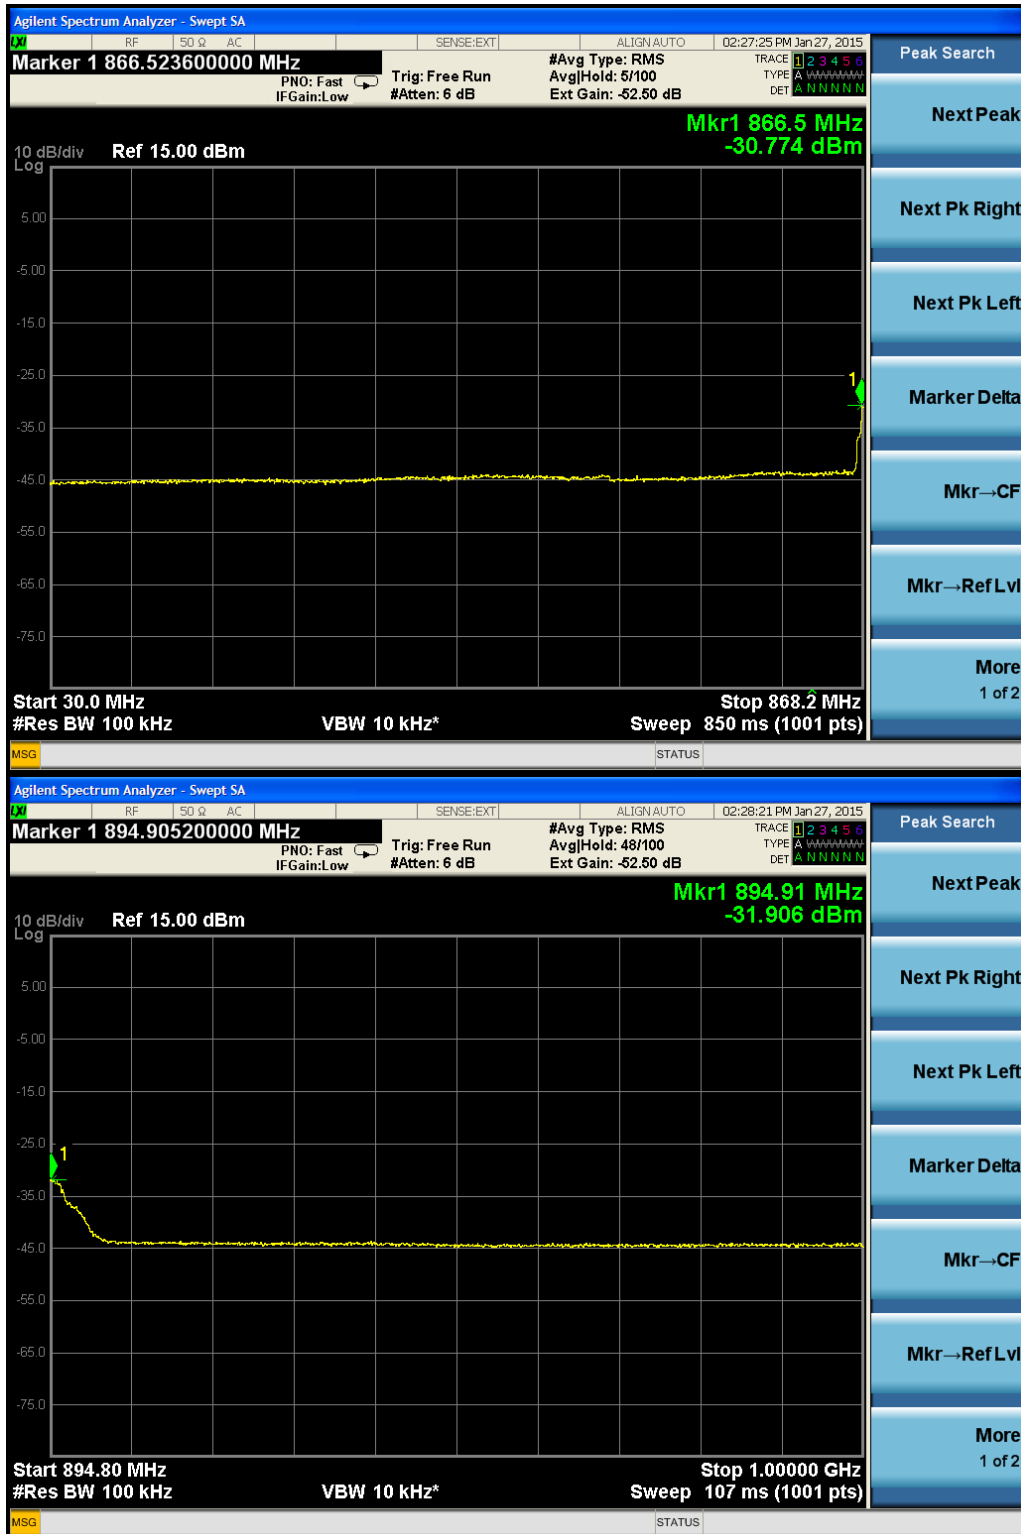 Agilent Spectrum Analyzer - Swept SA
LXI RF 50 Ω AC SENSE:EXT ALIGN AUTO 02:27:25 PM Jan 27, 2015
Marker 1 866.523600000 MHz
PNO: Fast
IFGain:Low
Trig: Free Run
#Atten: 6 dB
#Avg Type: RMS
Avg|Hold: 5/100
Ext Gain: -52.50 dB
TRACE 1 2 3 4 5 6
TYPE A WWWWW
DET A N N N N N
Mkr1 866.5 MHz
-30.774 dBm
10 dB/div Ref 15.00 dBm
Log
5.00
-5.00
-15.0
-25.0
1
-35.0
-45.0
-55.0
-65.0
-75.0
Start 30.0 MHz Stop 868.2 MHz
#Res BW 100 kHz VBW 10 kHz* Sweep 850 ms (1001 pts)
MSG STATUS
Peak Search
Next Peak
Next Pk Right
Next Pk Left
Marker Delta
Mkr→CF
Mkr→Ref Lvl
More
1 of 2
Agilent Spectrum Analyzer - Swept SA
LXI RF 50 Ω AC SENSE:EXT ALIGN AUTO 02:28:21 PM Jan 27, 2015
Marker 1 894.905200000 MHz
PNO: Fast
IFGain:Low
Trig: Free Run
#Atten: 6 dB
#Avg Type: RMS
Avg|Hold: 48/100
Ext Gain: -52.50 dB
TRACE 1 2 3 4 5 6
TYPE A WWWWW
DET A N N N N N
Mkr1 894.91 MHz
-31.906 dBm
10 dB/div Ref 15.00 dBm
Log
5.00
-5.00
-15.0
-25.0
1
-35.0
-45.0
-55.0
-65.0
-75.0
Start 894.80 MHz Stop 1.00000 GHz
#Res BW 100 kHz VBW 10 kHz* Sweep 107 ms (1001 pts)
MSG STATUS
Peak Search
Next Peak
Next Pk Right
Next Pk Left
Marker Delta
Mkr→CF
Mkr→Ref Lvl
More
1 of 2